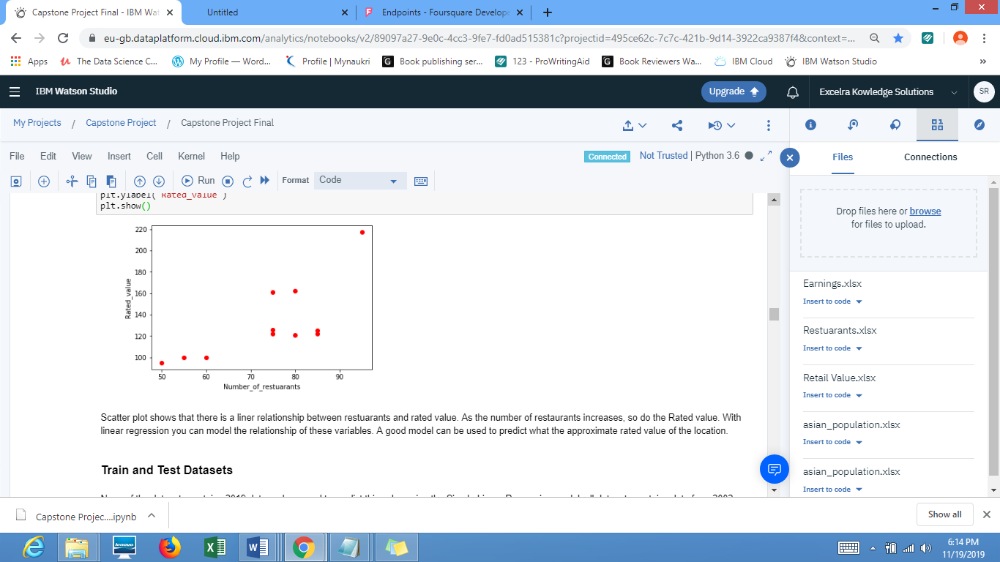 Capstone Project Final - IBM Wat
Untitled
Endpoints - Foursquare Develope
eu-gb.dataplatform.cloud.ibm.com/analytics/notebooks/v2/89097a27-9e0c-4cc3-9fe7-fd0ad515381c?projectid=495ce62c-7c7c-421b-9d14-3922ca9387f4&context=...
Apps
The Data Science C...
My Profile — Word...
Profile | Mynaukri
Book publishing ser...
123 - ProWritingAid
Book Reviewers Wa...
IBM Cloud
IBM Watson Studio
IBM Watson Studio
Upgrade
Excelra Kowledge Solutions
SR
My Projects / Capstone Project / Capstone Project Final
File Edit View Insert Cell Kernel Help
Connected
Not Trusted | Python 3.6
Run
Format
Code
Files
Connections
plt.ylabel('Rated_value')
plt.show()
220
200
180
160
140
120
100
Rated_value
50 60 70 80 90
Number_of_restuarants
Scatter plot shows that there is a liner relationship between restuarants and rated value. As the number of restaurants increases, so do the Rated value. With
linear regression you can model the relationship of these variables. A good model can be used to predict what the approximate rated value of the location.
Train and Test Datasets
Drop files here or browse
for files to upload.
Earnings.xlsx
Insert to code
Restuarants.xlsx
Insert to code
Retail Value.xlsx
Insert to code
asian_population.xlsx
Insert to code
asian_population.xlsx
Insert to code
Capstone Projec....ipynb
Show all
lenovo
6:14 PM
11/19/2019